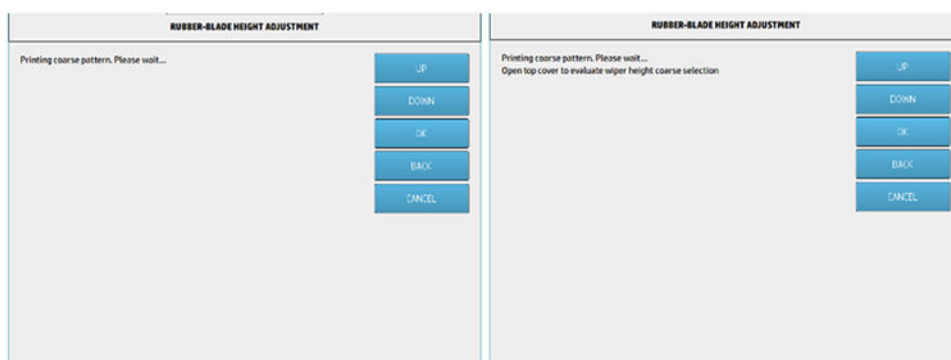 RUBBER-BLADE HEIGHT ADJUSTMENT
Printing coarse pattern. Please wait...
UP
DOWN
OK
BACK
CANCEL
RUBBER-BLADE HEIGHT ADJUSTMENT
Printing coarse pattern. Please wait...
Open top cover to evaluate wiper height coarse selection
UP
DOWN
OK
BACK
CANCEL